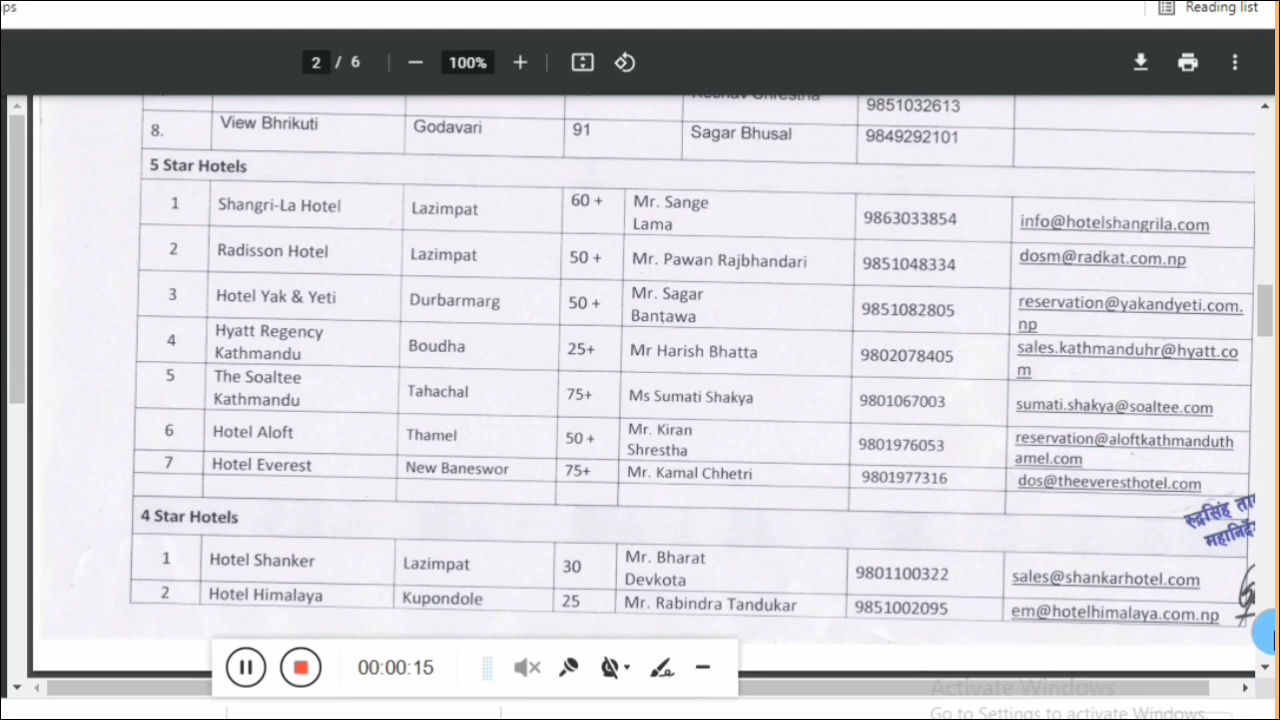 ps
Reading list
2 / 6
100%
9851032613
8. View Bhrikuti Godavari 91 Sagar Bhusal 9849292101
5 Star Hotels
1 Shangri-La Hotel Lazimpat 60 + Mr. Sange 9863033854 info@hotelshangrila.com
Lama
2 Radisson Hotel Lazimpat 50 + Mr. Pawan Rajbhandari 9851048334 dosm@radkat.com.np
3 Hotel Yak & Yeti Durbarmarg 50 + Mr. Sagar 9851082805 reservation@yakandyeti.com.
Bantawa np
4 Hyatt Regency Boudha 25+ Mr Harish Bhatta 9802078405 sales.kathmanduhr@hyatt.co
Kathmandu m
5 The Soaltee Tahachal 75+ Ms Sumati Shakya 9801067003 sumati.shakya@soaltee.com
Kathmandu
6 Hotel Aloft Thamel 50 + Mr. Kiran 9801976053 reservation@aloftkathmanduth
Shrestha amel.com
7 Hotel Everest New Baneswor 75+ Mr. Kamal Chhetri 9801977316 dos@theeveresthotel.com
रुद्रसिंह
4 Star Hotels
1 Hotel Shanker Lazimpat 30 Mr. Bharat 9801100322 sales@shankarhotel.com
Devkota
2 Hotel Himalaya Kupondole 25 Mr. Rabindra Tandukar 9851002095 em@hotelhimalaya.com.np
00:00:15
Activate Windows
Go to Settings to activate Windows.